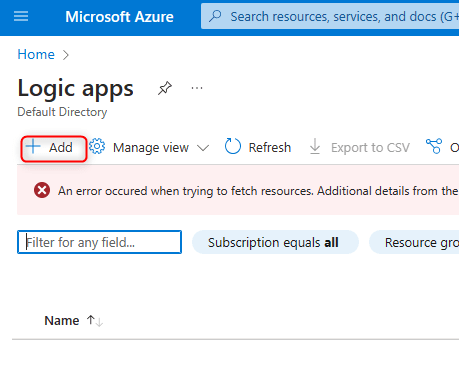 Microsoft Azure
Search resources, services, and docs (G+
Home
Logic apps
Default Directory
Add Manage view Refresh Export to CSV O
An error occured when trying to fetch resources. Additional details from the
Filter for any field... Subscription equals all Resource gro
Name